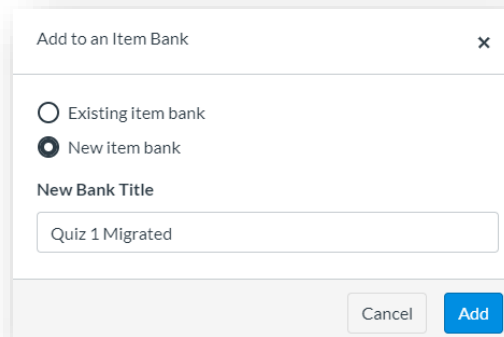 Add to an Item Bank
Existing item bank
New item bank
New Bank Title
Quiz 1 Migrated
Cancel Add